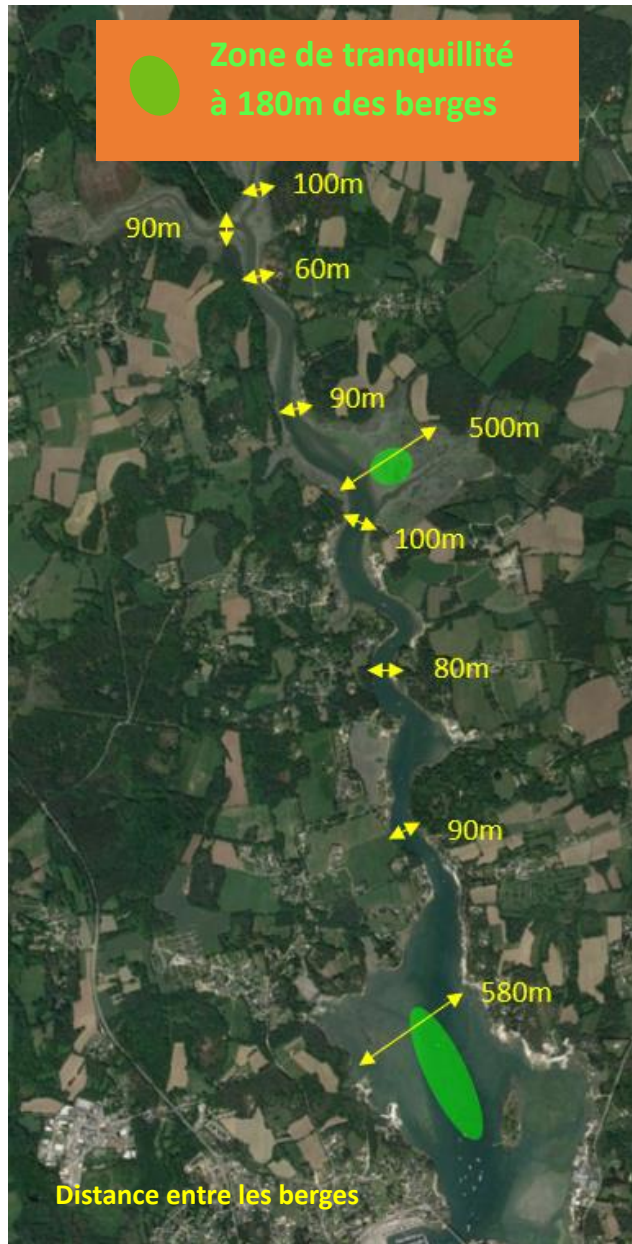 Zone de tranquillité
à 180m des berges
100m
90m
60m
90m
500m
100m
80m
90m
580m
Distance entre les berges